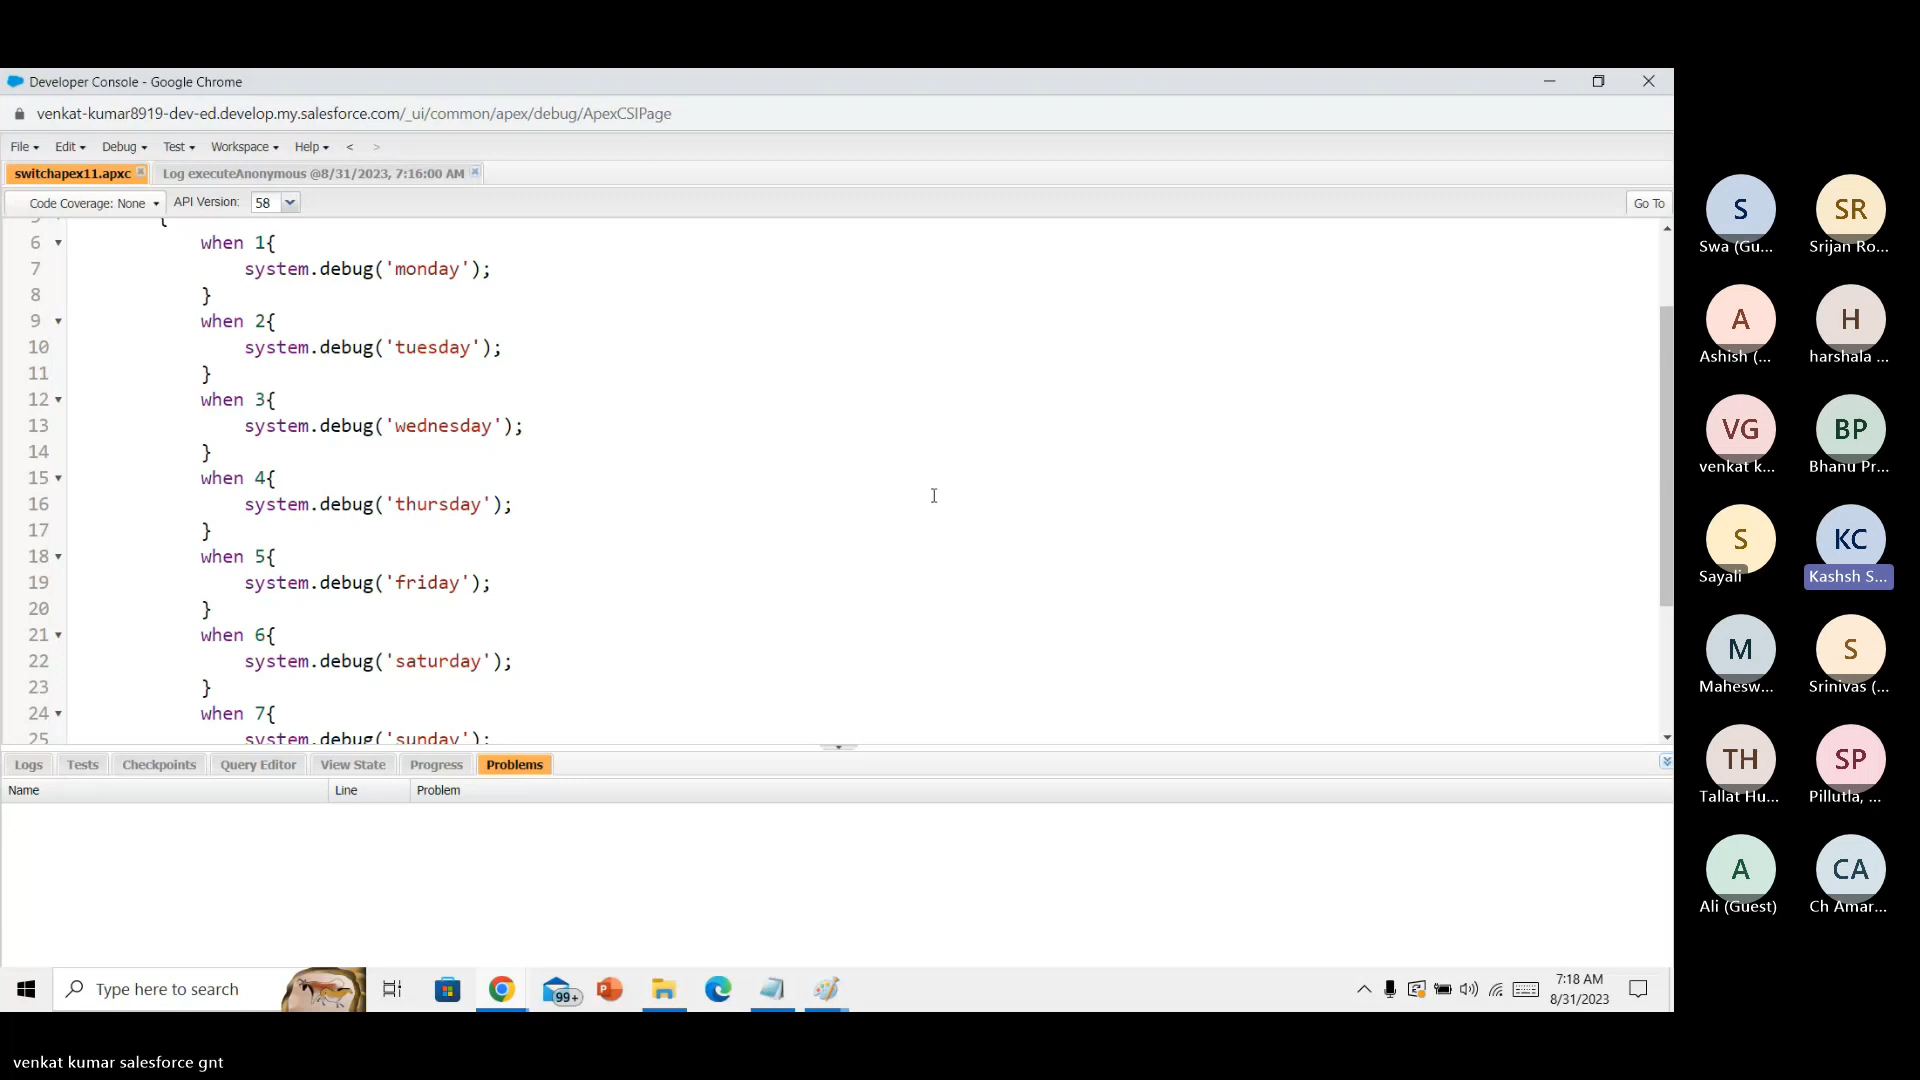 Developer Console - Google Chrome
venkat-kumar8919-dev-ed.develop.my.salesforce.com/_ui/common/apex/debug/ApexCSIPage
File Edit Debug Test Workspace Help < >
switchapex11.apxc Log executeAnonymous @8/31/2023, 7:16:00 AM
Code Coverage: None API Version: 58 Go To
5 {
6 when 1{
7 system.debug('monday');
8 }
9 when 2{
10 system.debug('tuesday');
11 }
12 when 3{
13 system.debug('wednesday');
14 }
15 when 4{
16 system.debug('thursday');
17 }
18 when 5{
19 system.debug('friday');
20 }
21 when 6{
22 system.debug('saturday');
23 }
24 when 7{
25 system.debug('sunday');
Logs Tests Checkpoints Query Editor View State Progress Problems
Name Line Problem
Type here to search
99+
7:18 AM
8/31/2023
S SR
Swa (Gu... Srijan Ro...
A H
Ashish (... harshala ...
VG BP
venkat k... Bhanu Pr...
S KC
Sayali Kashsh S...
M S
Mahesw... Srinivas (...
TH SP
Tallat Hu... Pillutla, ...
A CA
Ali (Guest) Ch Amar...
venkat kumar salesforce gnt